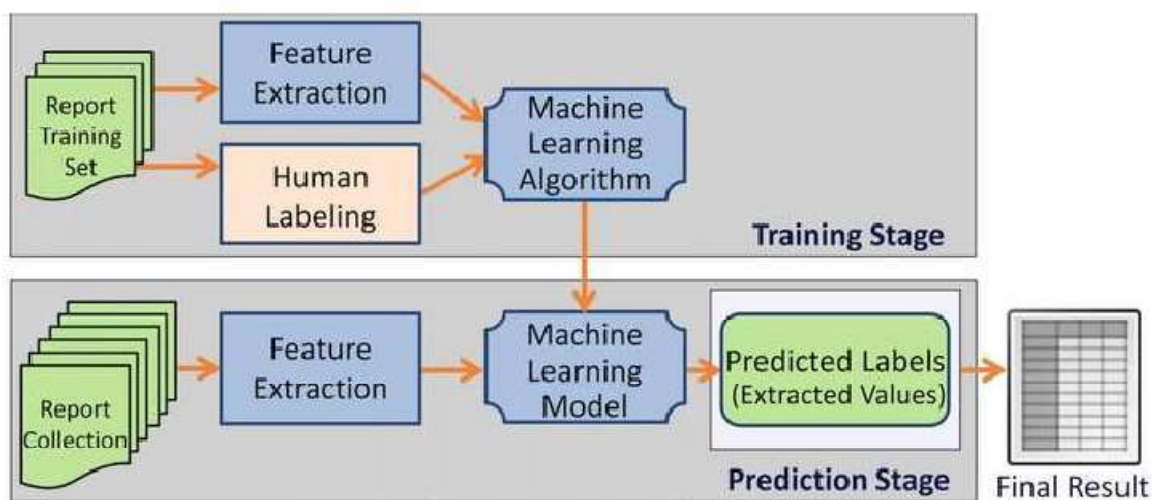 Feature
Extraction
Report
Training
Set
Human
Labeling
Machine
Learning
Algorithm
Training Stage
Report
Collection
Feature
Extraction
Machine
Learning
Model
Predicted Labels
(Extracted Values)
Prediction Stage
Final Result